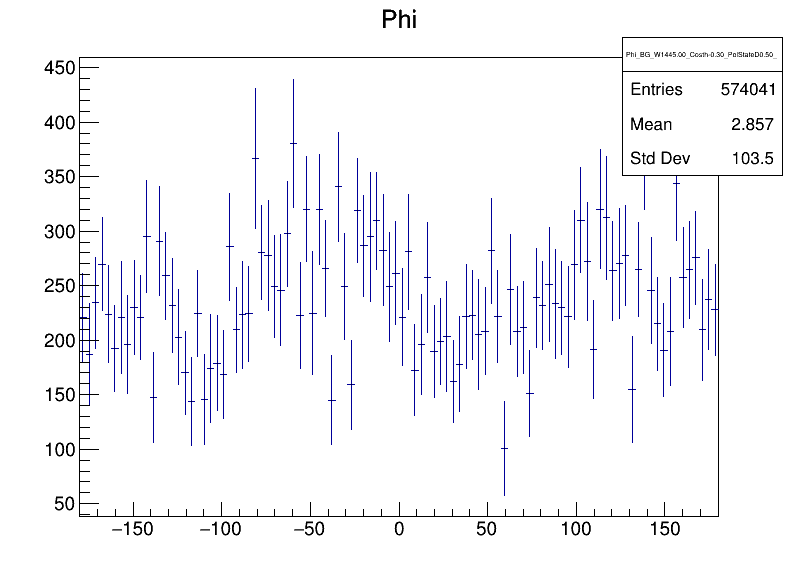 Phi
Phi_BG_W1445.00_Costh-0.30_PolStateD0.50_
Entries 574041
Mean 2.857
Std Dev 103.5
450
400
350
300
250
200
150
100
50
−150 −100 −50 0 50 100 150